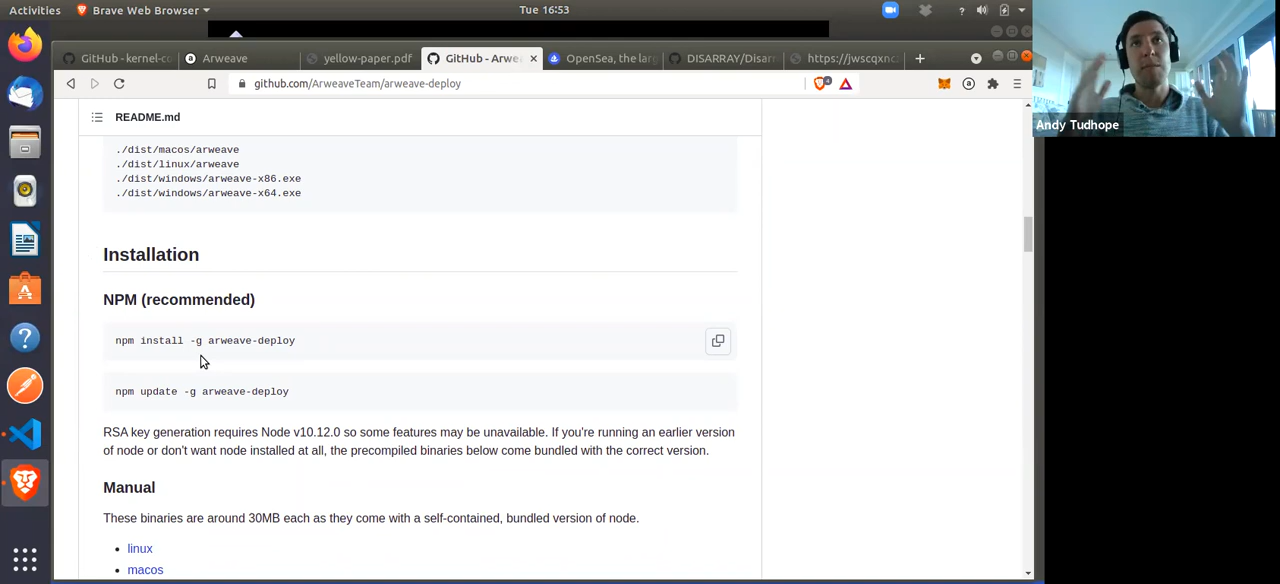 Activities
Brave Web Browser
Tue 16:53
GitHub - kernel-co
Arweave
yellow-paper.pdf
GitHub - Arwea
OpenSea, the larg
DISARRAY/Disarr
https://jwscqxnc
github.com/ArweaveTeam/arweave-deploy
4
Andy Tudhope
README.md
./dist/macos/arweave
./dist/linux/arweave
./dist/windows/arweave-x86.exe
./dist/windows/arweave-x64.exe
Installation
NPM (recommended)
npm install -g arweave-deploy
npm update -g arweave-deploy
RSA key generation requires Node v10.12.0 so some features may be unavailable. If you're running an earlier version
of node or don't want node installed at all, the precompiled binaries below come bundled with the correct version.
Manual
These binaries are around 30MB each as they come with a self-contained, bundled version of node.
linux
macos